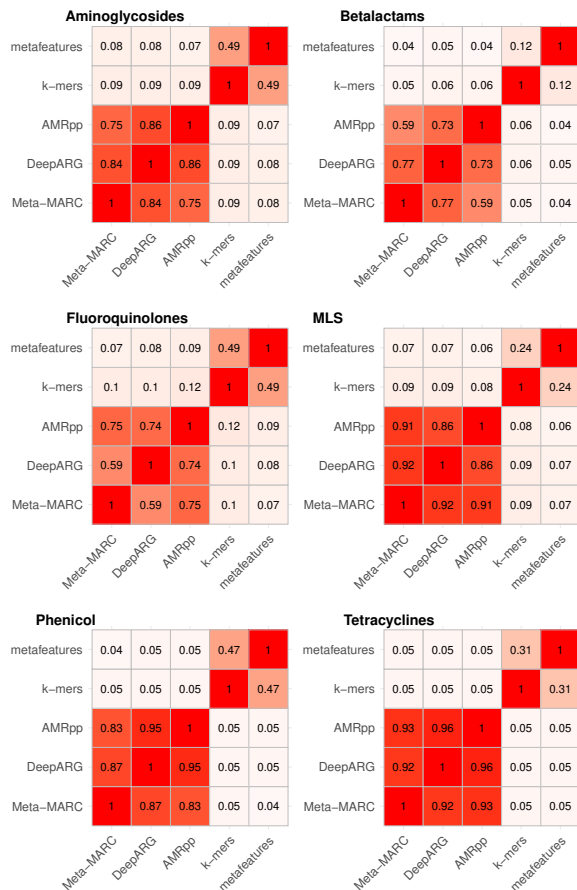 Aminoglycosides
metafeatures 0.08 0.08 0.07 0.49 1
k−mers 0.09 0.09 0.09 1 0.49
AMRpp 0.75 0.86 1 0.09 0.07
DeepARG 0.84 1 0.86 0.09 0.08
Meta−MARC 1 0.84 0.75 0.09 0.08
Meta−MARC DeepARG AMRpp k−mers metafeatures
Betalactams
metafeatures 0.04 0.05 0.04 0.12 1
k−mers 0.05 0.06 0.06 1 0.12
AMRpp 0.59 0.73 1 0.06 0.04
DeepARG 0.77 1 0.73 0.06 0.05
Meta−MARC 1 0.77 0.59 0.05 0.04
Meta−MARC DeepARG AMRpp k−mers metafeatures
Fluoroquinolones
metafeatures 0.07 0.08 0.09 0.49 1
k−mers 0.1 0.1 0.12 1 0.49
AMRpp 0.75 0.74 1 0.12 0.09
DeepARG 0.59 1 0.74 0.1 0.08
Meta−MARC 1 0.59 0.75 0.1 0.07
Meta−MARC DeepARG AMRpp k−mers metafeatures
MLS
metafeatures 0.07 0.07 0.06 0.24 1
k−mers 0.09 0.09 0.08 1 0.24
AMRpp 0.91 0.86 1 0.08 0.06
DeepARG 0.92 1 0.86 0.09 0.07
Meta−MARC 1 0.92 0.91 0.09 0.07
Meta−MARC DeepARG AMRpp k−mers metafeatures
Phenicol
metafeatures 0.04 0.05 0.05 0.47 1
k−mers 0.05 0.05 0.05 1 0.47
AMRpp 0.83 0.95 1 0.05 0.05
DeepARG 0.87 1 0.95 0.05 0.05
Meta−MARC 1 0.87 0.83 0.05 0.04
Meta−MARC DeepARG AMRpp k−mers metafeatures
Tetracyclines
metafeatures 0.05 0.05 0.05 0.31 1
k−mers 0.05 0.05 0.05 1 0.31
AMRpp 0.93 0.96 1 0.05 0.05
DeepARG 0.92 1 0.96 0.05 0.05
Meta−MARC 1 0.92 0.93 0.05 0.05
Meta−MARC DeepARG AMRpp k−mers metafeatures